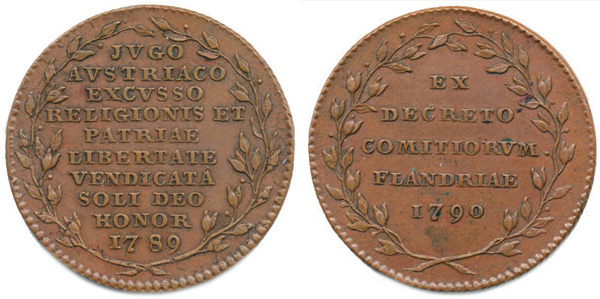 JVGO
AVSTRIACO
EXCVSSO
RELIGIONIS ET
PATRIAE
LIBERTATE
VENDICATA
SOLI DEO
HONOR
1789
EX
DECRETO
COMITIORVM
FLANDRIAE
1790